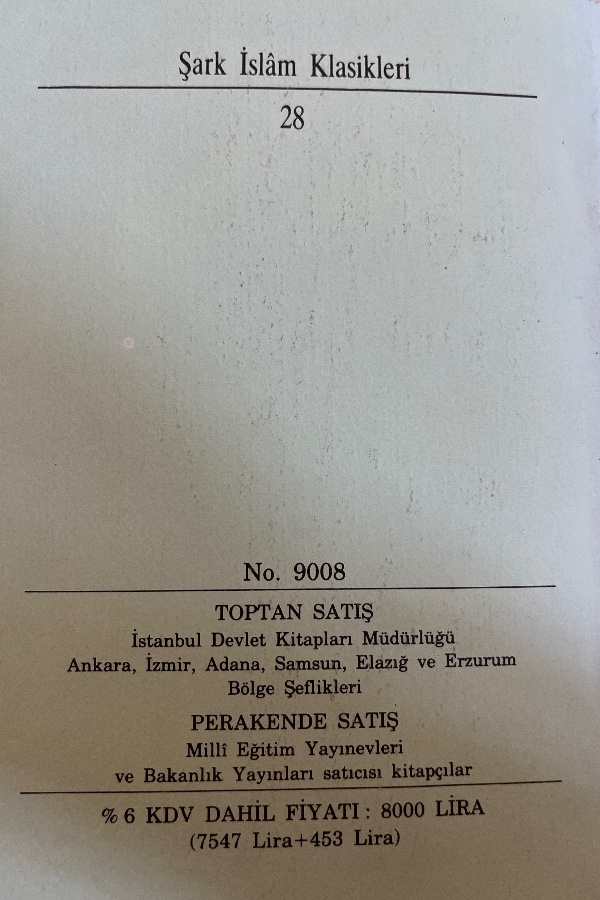 Şark İslâm Klasikleri
28
No. 9008
TOPTAN SATIŞ
İstanbul Devlet Kitapları Müdürlüğü
Ankara, İzmir, Adana, Samsun, Elazığ ve Erzurum
Bölge Şeflikleri
PERAKENDE SATIŞ
Millî Eğitim Yayınevleri
ve Bakanlık Yayınları satıcısı kitapçılar
% 6 KDV DAHİL FİYATI : 8000 LİRA
(7547 Lira+453 Lira)